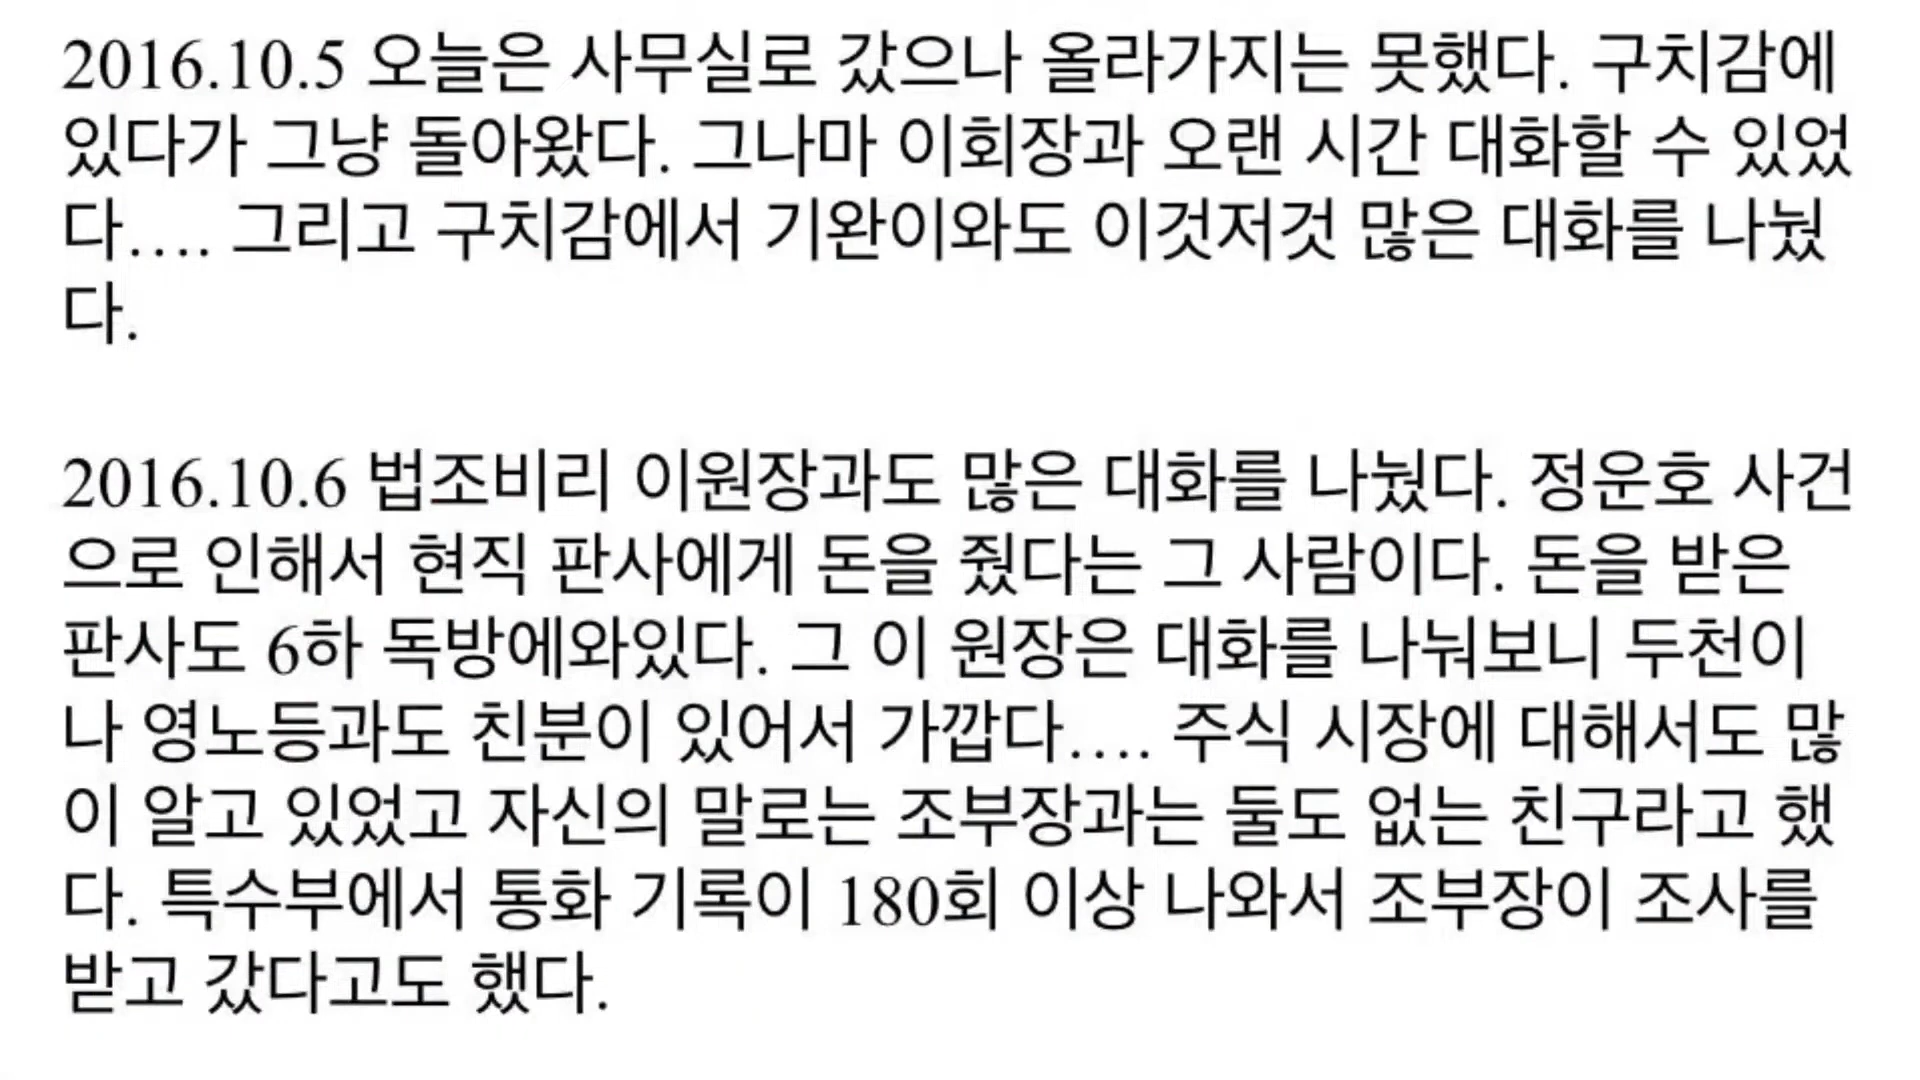 2016.10.5 오늘은 사무실로 갔으나 올라가지는 못했다. 구치감에
있다가 그냥 돌아왔다. 그나마 이회장과 오랜 시간 대화할 수 있었
다.... 그리고 구치감에서 기완이와도 이것저것 많은 대화를 나눴
다.
2016.10.6 법조비리 이원장과도 많은 대화를 나눴다. 정운호 사건
으로 인해서 현직 판사에게 돈을 줬다는 그 사람이다. 돈을 받은
판사도 6하 독방에와있다. 그 이 원장은 대화를 나눠보니 두천이
나 영노등과도 친분이 있어서 가깝다.... 주식 시장에 대해서도 많
이 알고 있었고 자신의 말로는 조부장과는 둘도 없는 친구라고 했
다. 특수부에서 통화 기록이 180회 이상 나와서 조부장이 조사를
받고 갔다고도 했다.